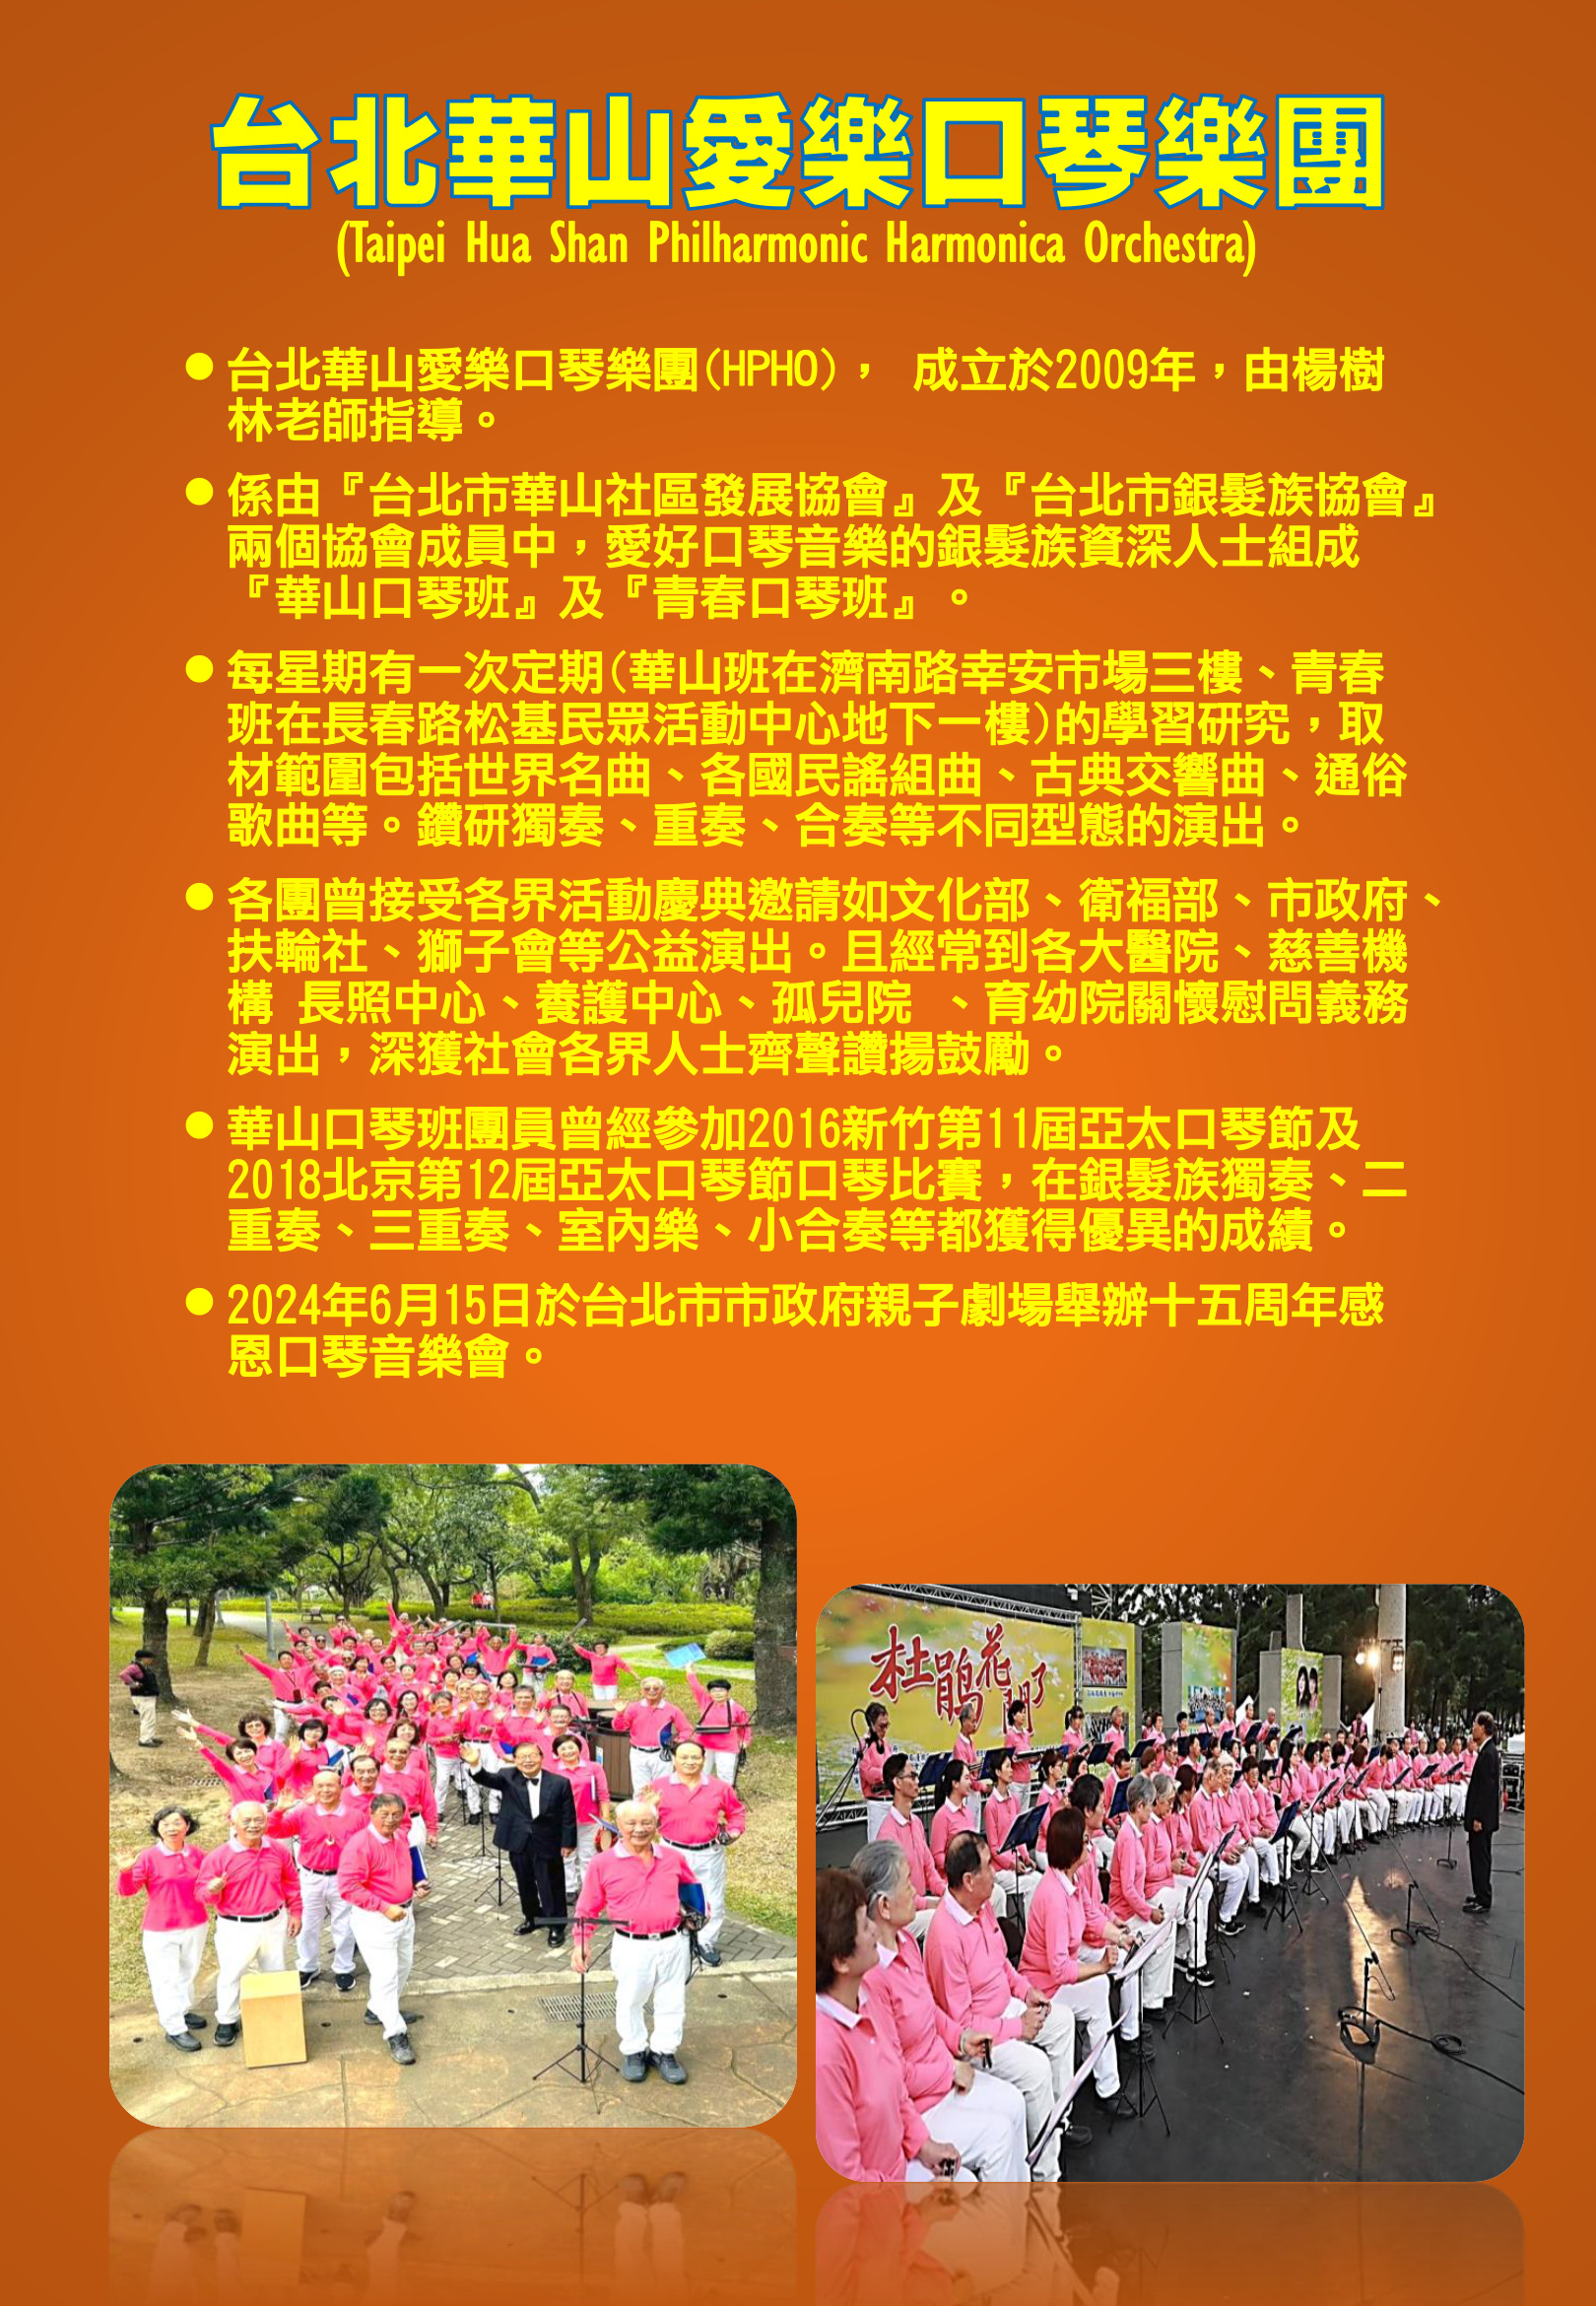 台北華山愛樂口琴樂團
(Taipei Hua Shan Philharmonic Harmonica Orchestra)
●台北華山愛樂口琴樂團(HPHO)， 成立於2009年，由楊樹
林老師指導。
●係由『台北市華山社區發展協會』及『台北市銀髮族協會』
兩個協會成員中，愛好口琴音樂的銀髮族資深人士組成
『華山口琴班』及『青春口琴班』。
●每星期有一次定期(華山班在濟南路幸安市場三樓、青春
班在長春路松基民眾活動中心地下一樓)的學習研究，取
材範圍包括世界名曲、各國民謠組曲、古典交響曲、通俗
歌曲等。鑽研獨奏、重奏、合奏等不同型態的演出。
●各團曾接受各界活動慶典邀請如文化部、衛福部、市政府、
扶輪社、獅子會等公益演出。且經常到各大醫院、慈善機
構 長照中心、養護中心、孤兒院 、育幼院關懷慰問義務
演出，深獲社會各界人士齊聲讚揚鼓勵。
●華山口琴班團員曾經參加2016新竹第11屆亞太口琴節及
2018北京第12屆亞太口琴節口琴比賽，在銀髮族獨奏、二
重奏、三重奏、室內樂、小合奏等都獲得優異的成績。
●2024年6月15日於台北市市政府親子劇場舉辦十五周年感
恩口琴音樂會。
杜鵑花開了